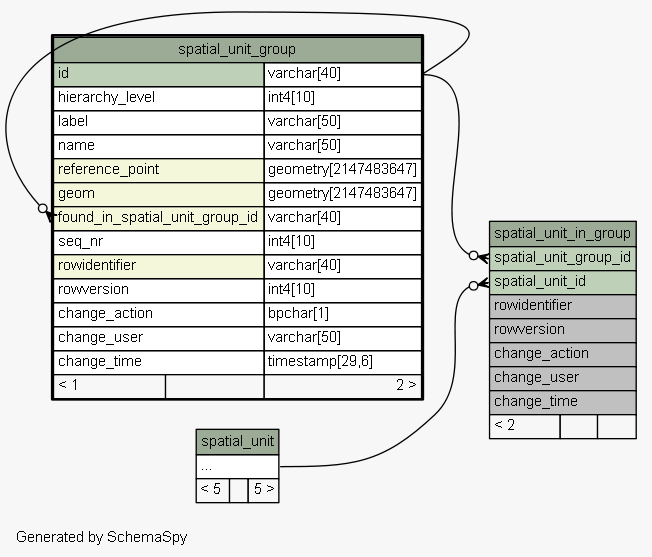 spatial_unit_group
id varchar[40]
hierarchy_level int4[10]
label varchar[50]
name varchar[50]
reference_point geometry[2147483647]
geom geometry[2147483647]
found_in_spatial_unit_group_id varchar[40]
seq_nr int4[10]
rowidentifier varchar[40]
rowversion int4[10]
change_action bpchar[1]
change_user varchar[50]
change_time timestamp[29,6]
< 1 2 >
spatial_unit_in_group
spatial_unit_group_id
spatial_unit_id
rowidentifier
rowversion
change_action
change_user
change_time
< 2
spatial_unit
...
< 5 5 >
Generated by SchemaSpy